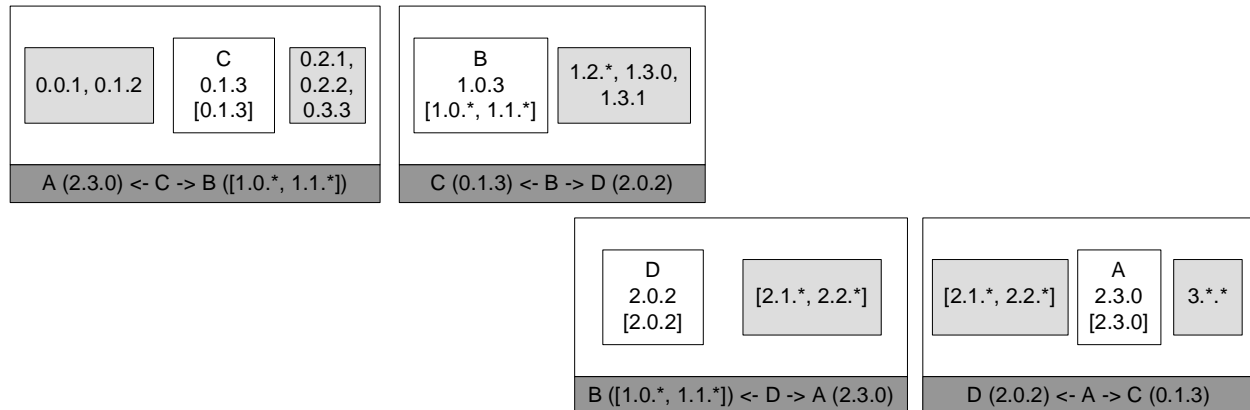 0.0.1, 0.1.2
C
0.1.3
[0.1.3]
0.2.1,
0.2.2,
0.3.3
A (2.3.0) <- C -> B ([1.0.*, 1.1.*])
B
1.0.3
[1.0.*, 1.1.*]
1.2.*, 1.3.0,
1.3.1
C (0.1.3) <- B -> D (2.0.2)
D
2.0.2
[2.0.2]
[2.1.*, 2.2.*]
B ([1.0.*, 1.1.*]) <- D -> A (2.3.0)
[2.1.*, 2.2.*]
A
2.3.0
[2.3.0]
3.*.*
D (2.0.2) <- A -> C (0.1.3)